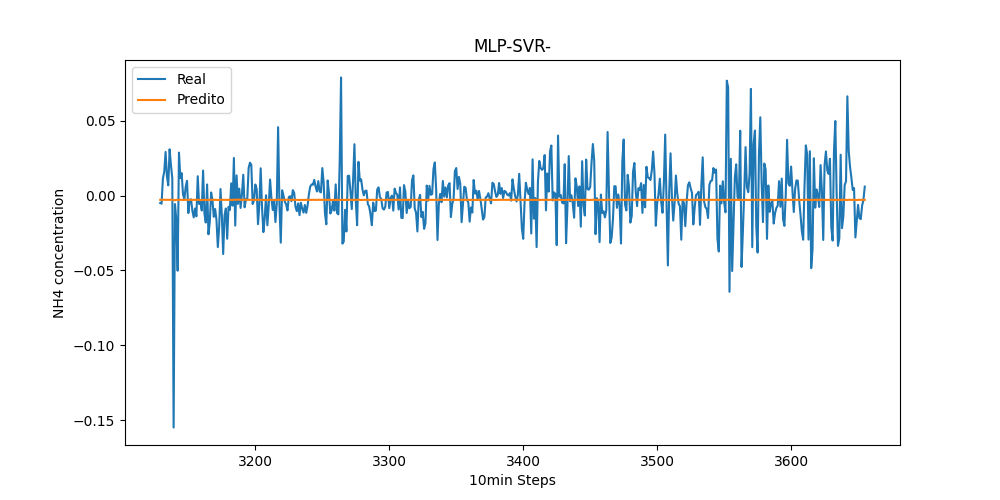 MLP-SVR-
Real
Predito
0.05
0.00
−0.05
−0.10
−0.15
NH4 concentration
3200
3300
3400
3500
3600
10min Steps